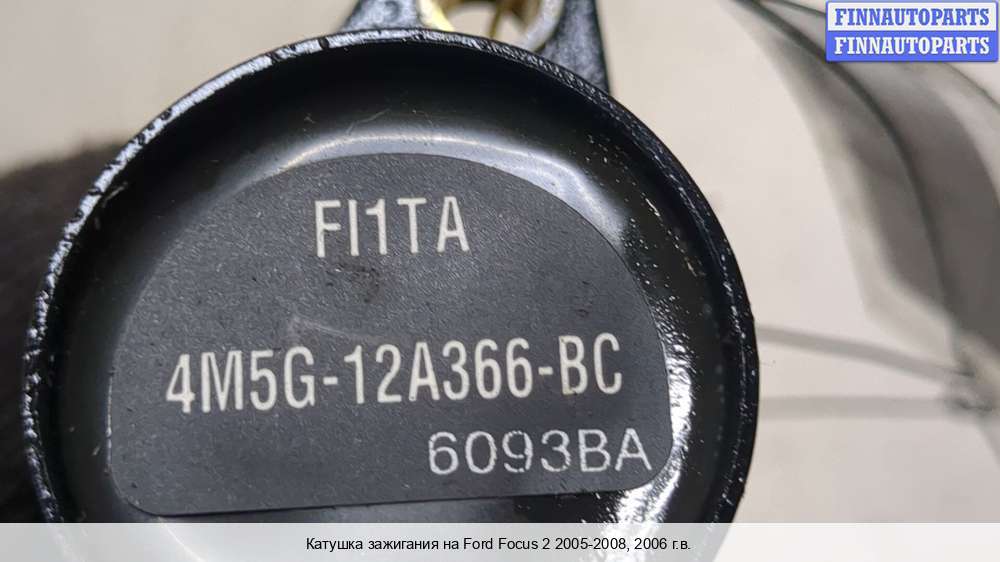 FINNAUTOPARTS
FINNAUTOPARTS
FI1TA
4M5G-12A366-BC
6093BA
Катушка зажигания на Ford Focus 2 2005-2008, 2006 г.в.